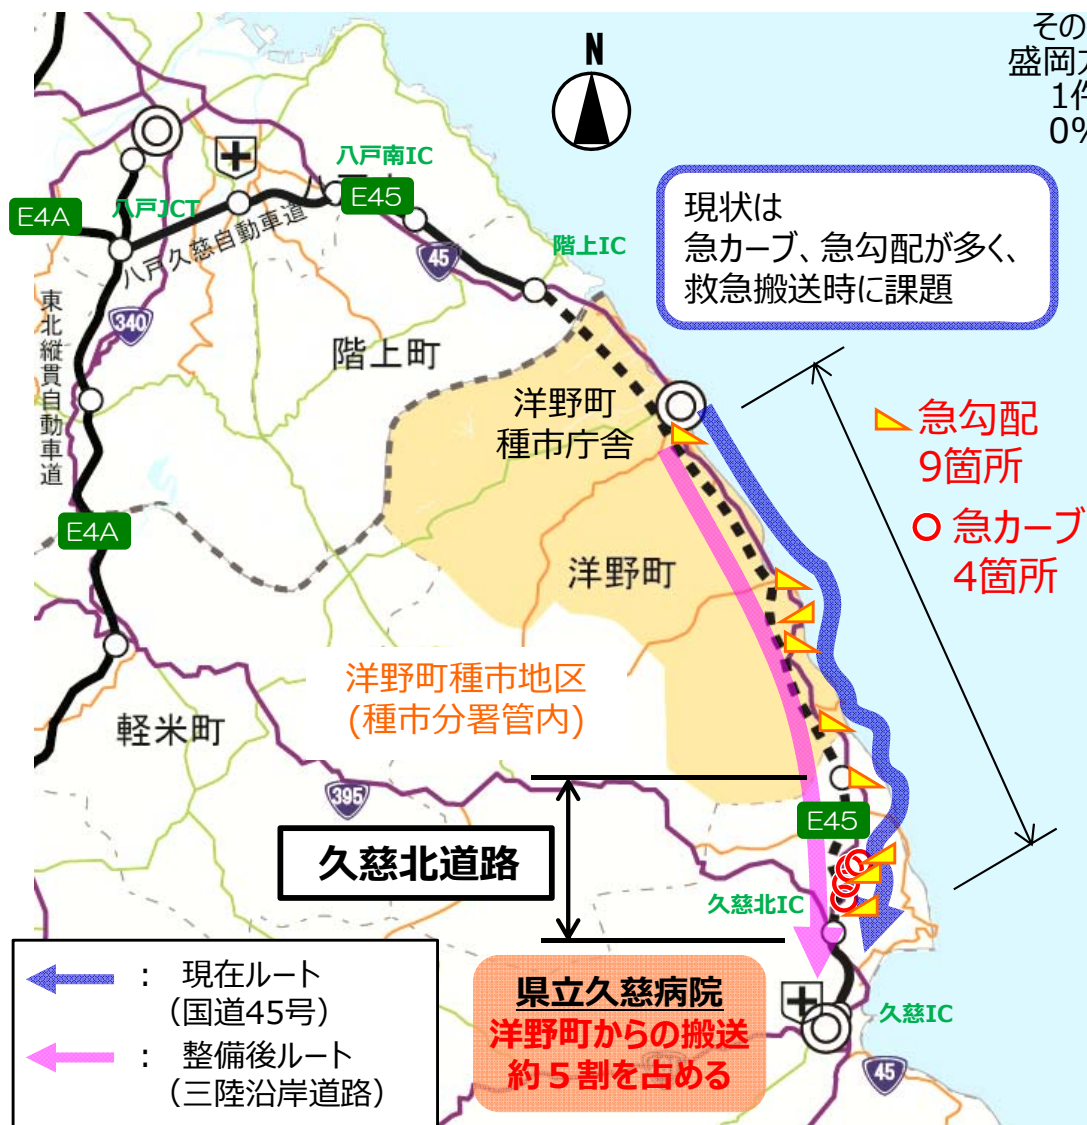 その
盛岡
1件
0%
N
八戸南IC
E45
E4A
八戸JCT
八戸久慈自動車道
45
階上IC
現状は
急カーブ、急勾配が多く、
救急搬送時に課題
東北縦貫自動車道
340
階上町
洋野町
種市庁舎
急勾配
9箇所
急カーブ
4箇所
E4A
洋野町
洋野町種市地区
(種市分署管内)
軽米町
395
E45
久慈北道路
久慈北IC
県立久慈病院
洋野町からの搬送
約５割を占める
久慈IC
45
： 現在ルート
（国道45号）
： 整備後ルート
（三陸沿岸道路）